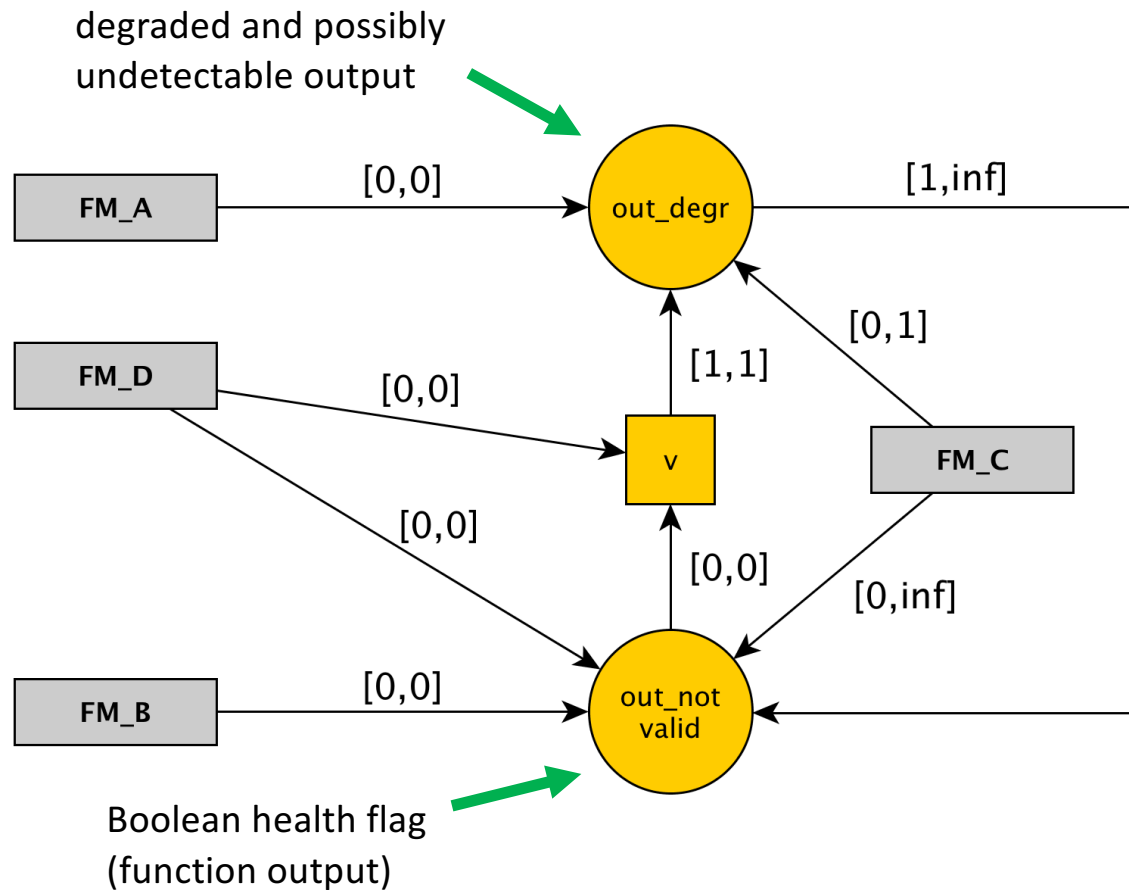 degraded and possibly
undetectable output
[0,0]
[1,inf]
FM_A
out_degr
[0,1]
FM_D
[1,1]
[0,0]
v
FM_C
[0,0]
[0,0]
[0,inf]
[0,0]
FM_B
out_not
valid
Boolean health flag
(function output)